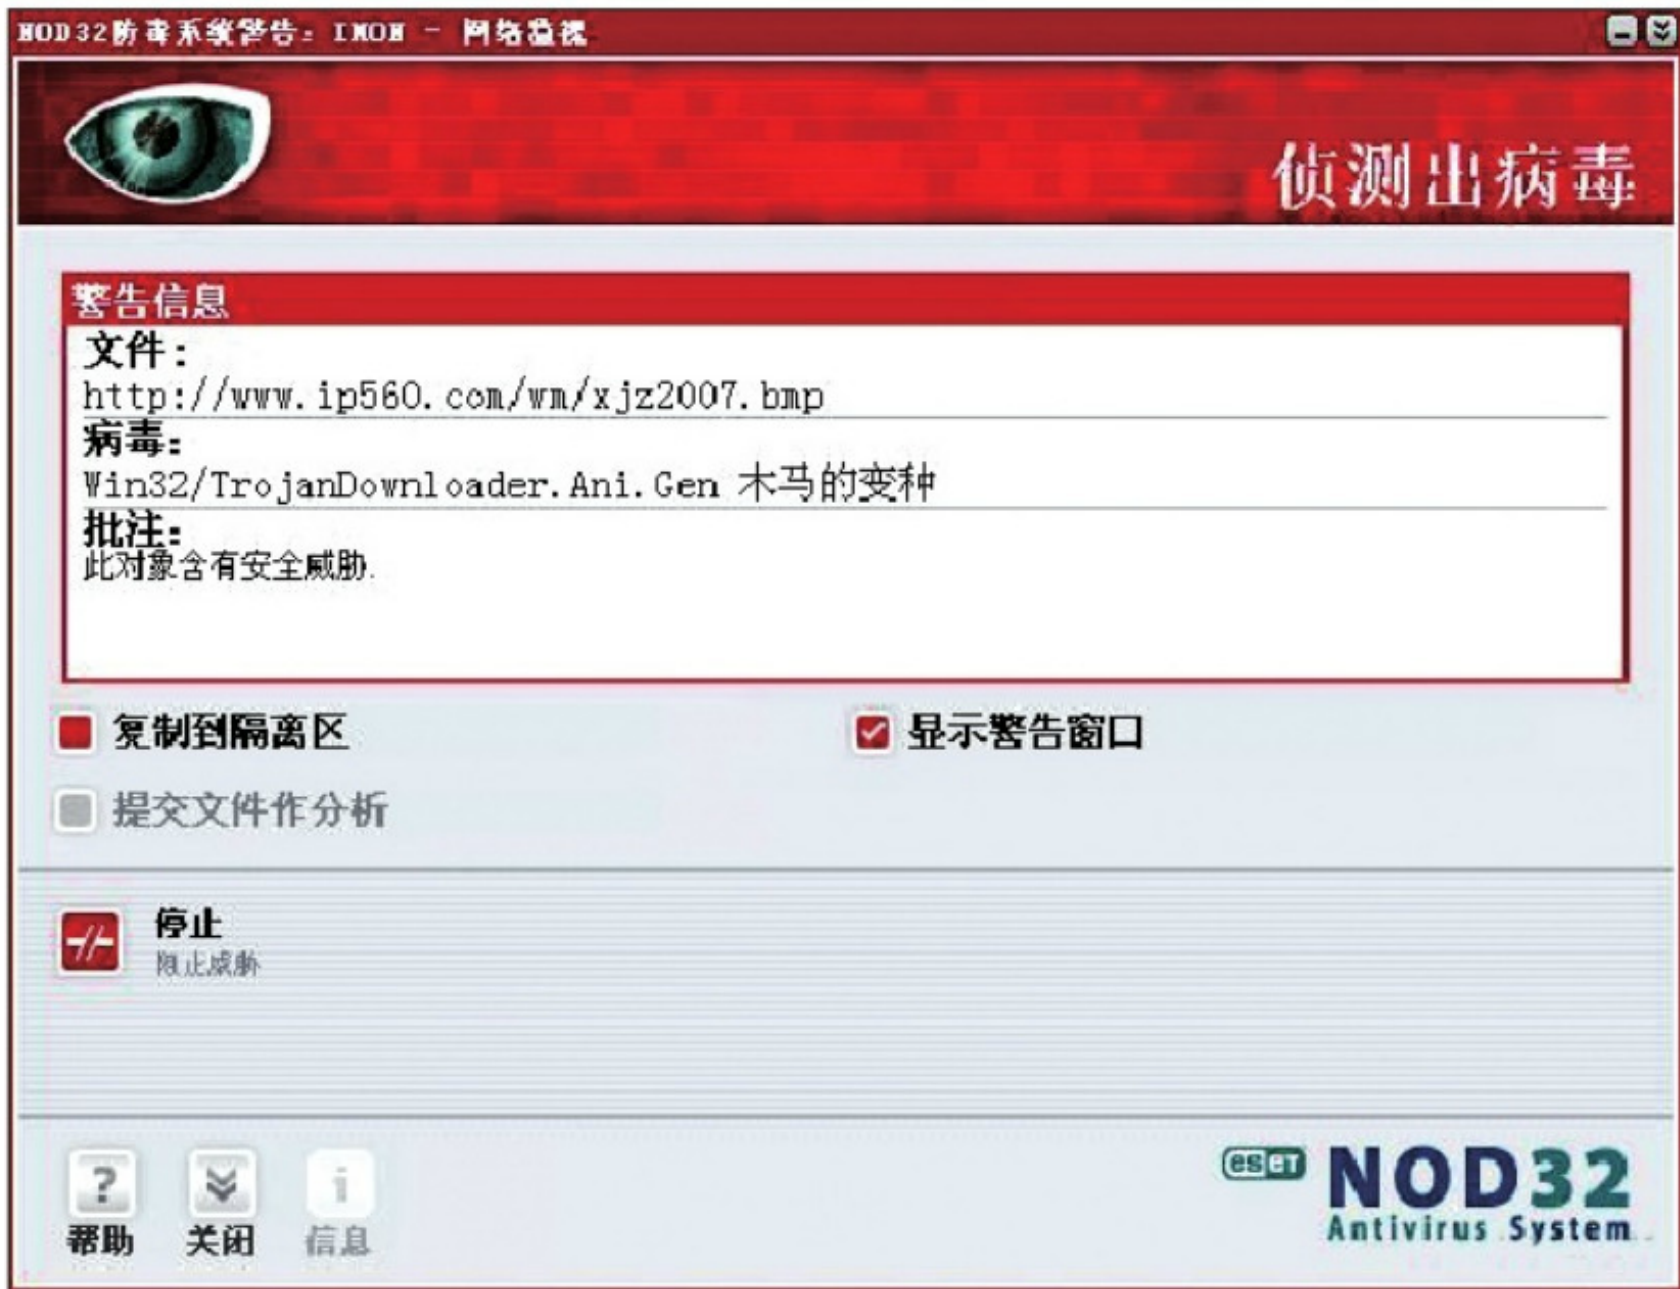 NOD32防毒系统警告: IMON - 网络监视
侦测出病毒
警告信息
文件:
http://www.ip560.com/wm/xjz2007.bmp
病毒:
Win32/TrojanDownloader.Ani.Gen 木马的变种
批注:
此对象含有安全威胁.
复制到隔离区
显示警告窗口
提交文件作分析
停止
阻止威胁
?
i
帮助
关闭
信息
eseT
NOD32
Antivirus System